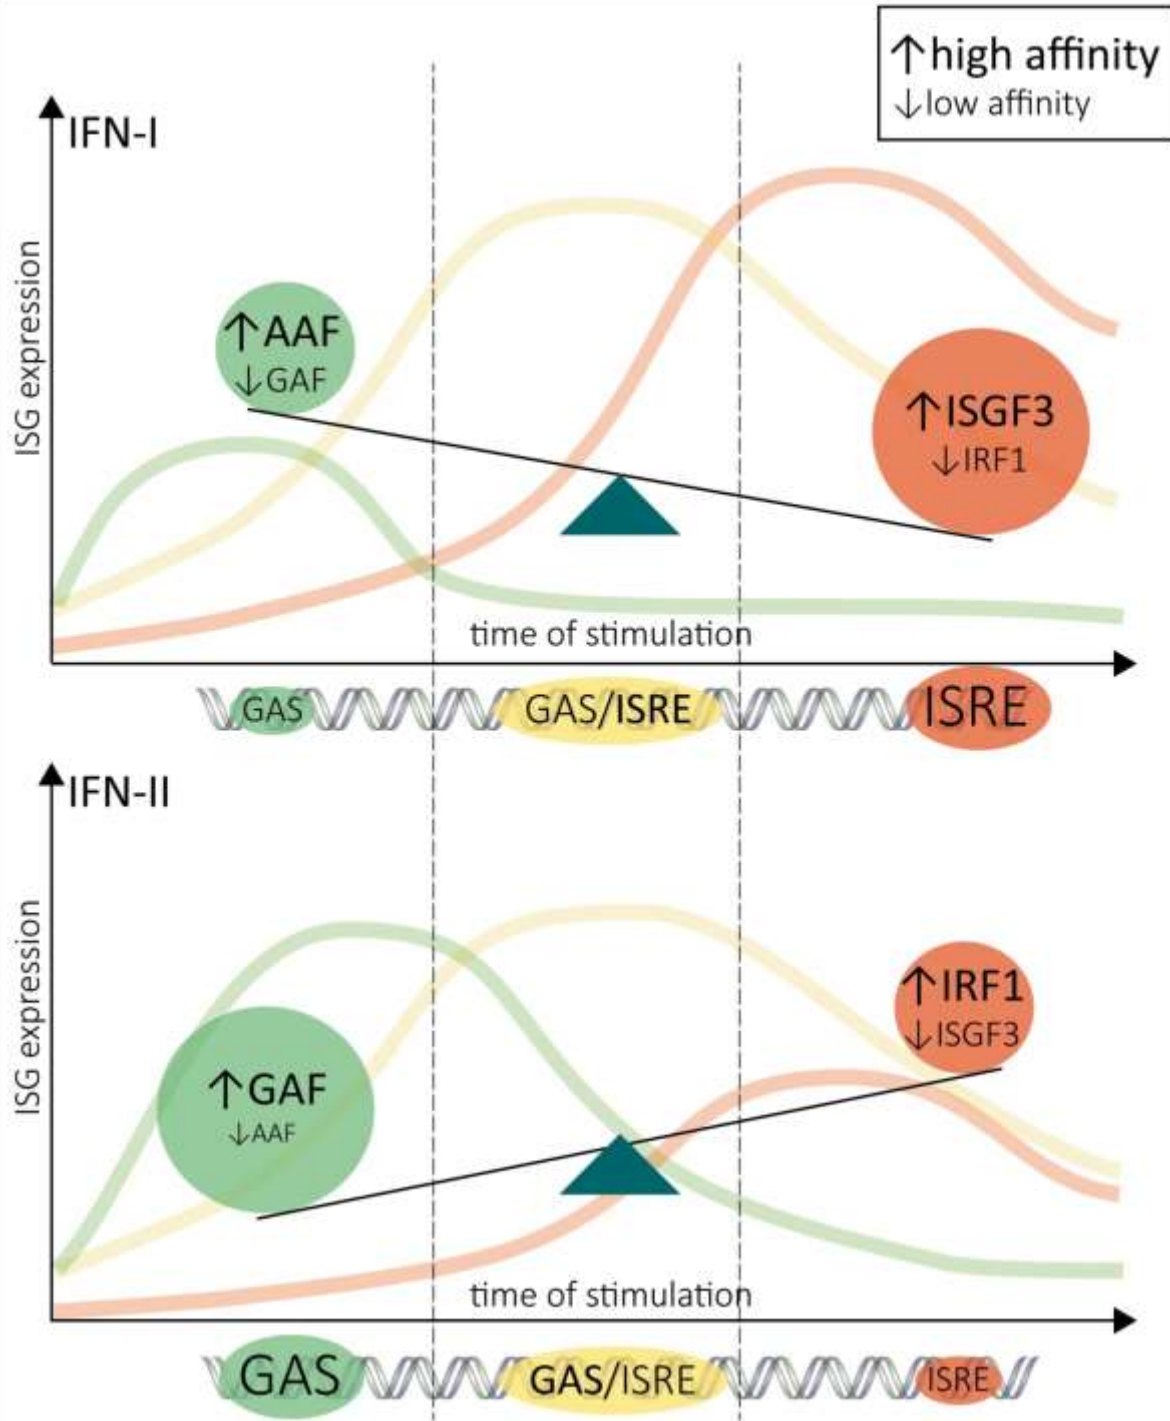 ↑high affinity
↓low affinity
IFN-I
ISG expression
↑AAF
↓GAF
↑ISGF3
↓IRF1
time of stimulation
GAS
GAS/ISRE
ISRE
IFN-II
ISG expression
↑GAF
↓AAF
↑IRF1
↓ISGF3
time of stimulation
GAS
GAS/ISRE
ISRE